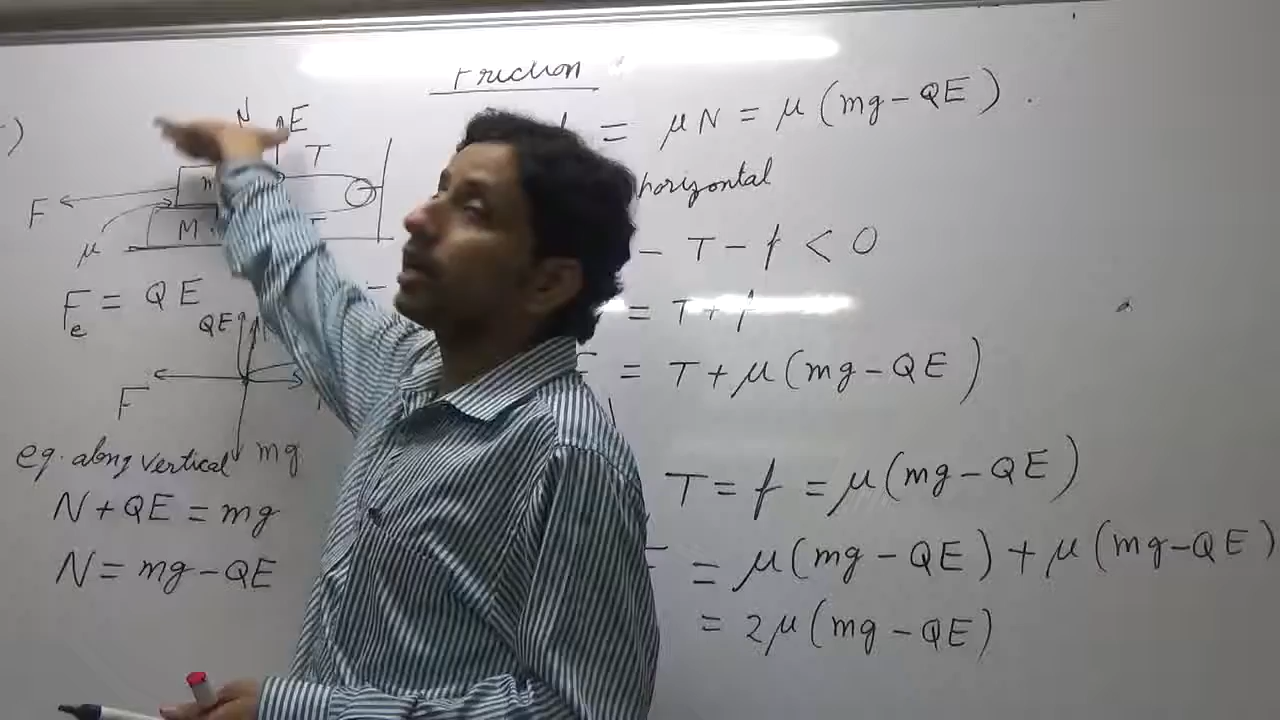 Friction
= μN = μ(mg - QE).
)
N E
T
F
m
M
T
μ
horizontal
- T - f < 0
F_e = QE
= T + f
QE
F
= T + μ(mg - QE)
eq. along vertical mg
T = f = μ(mg - QE)
N + QE = mg
N = mg - QE
= μ(mg - QE) + μ(mg - QE)
= 2μ(mg - QE)